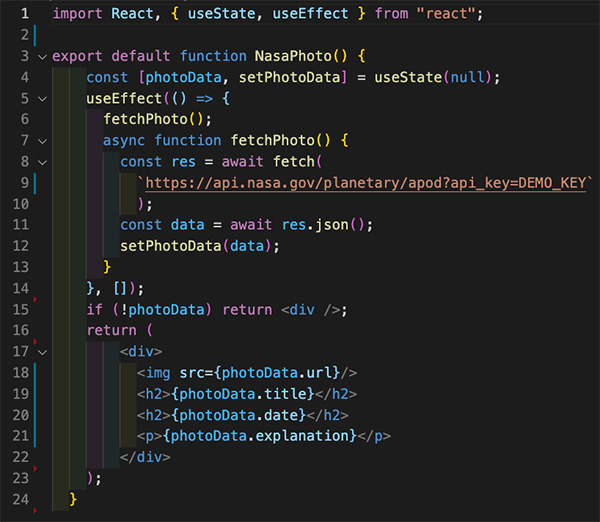 1 import React, { useState, useEffect } from "react";
2
3 export default function NasaPhoto() {
4 const [photoData, setPhotoData] = useState(null);
5 useEffect(() => {
6 fetchPhoto();
7 async function fetchPhoto() {
8 const res = await fetch(
9 `https://api.nasa.gov/planetary/apod?api_key=DEMO_KEY`
10 );
11 const data = await res.json();
12 setPhotoData(data);
13 }
14 }, []);
15 if (!photoData) return <div />;
16 return (
17 <div>
18 <img src={photoData.url}/>
19 <h2>{photoData.title}</h2>
20 <h2>{photoData.date}</h2>
21 <p>{photoData.explanation}</p>
22 </div>
23 );
24 }